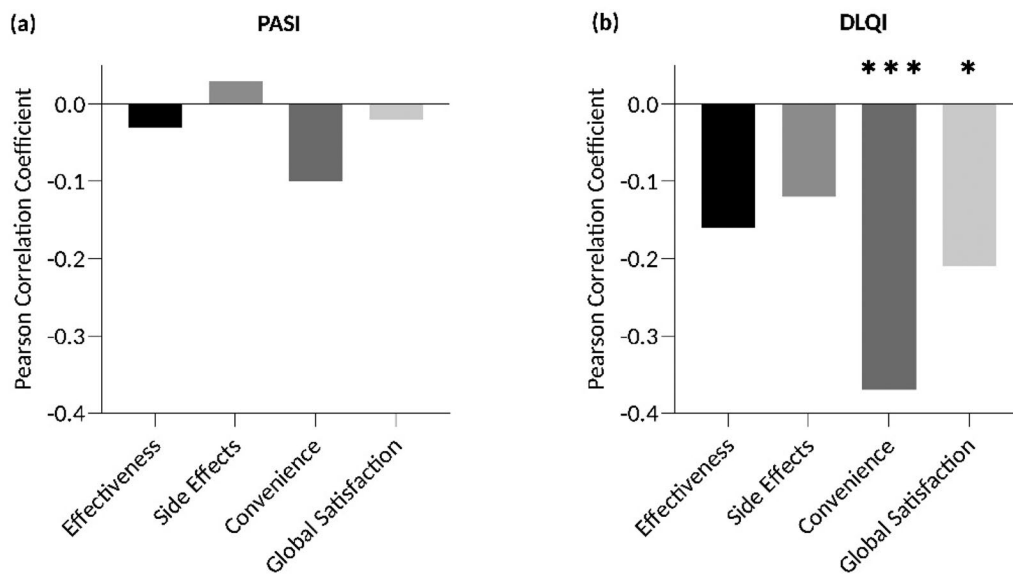 (a)
PASI
Pearson Correlation Coefficient
0.0
-0.1
-0.2
-0.3
-0.4
Effectiveness
Side Effects
Convenience
Global Satisfaction
(b)
DLQI
* * *
*
Pearson Correlation Coefficient
0.0
-0.1
-0.2
-0.3
-0.4
Effectiveness
Side Effects
Convenience
Global Satisfaction